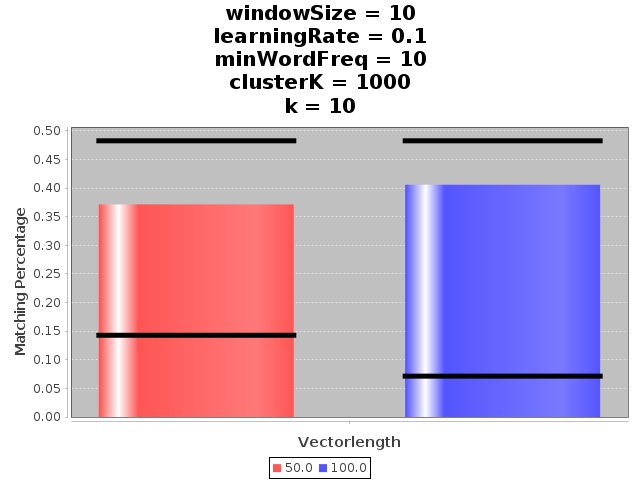 windowSize = 10
learningRate = 0.1
minWordFreq = 10
clusterK = 1000
k = 10
0.50
0.45
0.40
0.35
0.30
0.25
0.20
0.15
0.10
0.05
0.00
Matching Percentage
Vectorlength
50.0 100.0